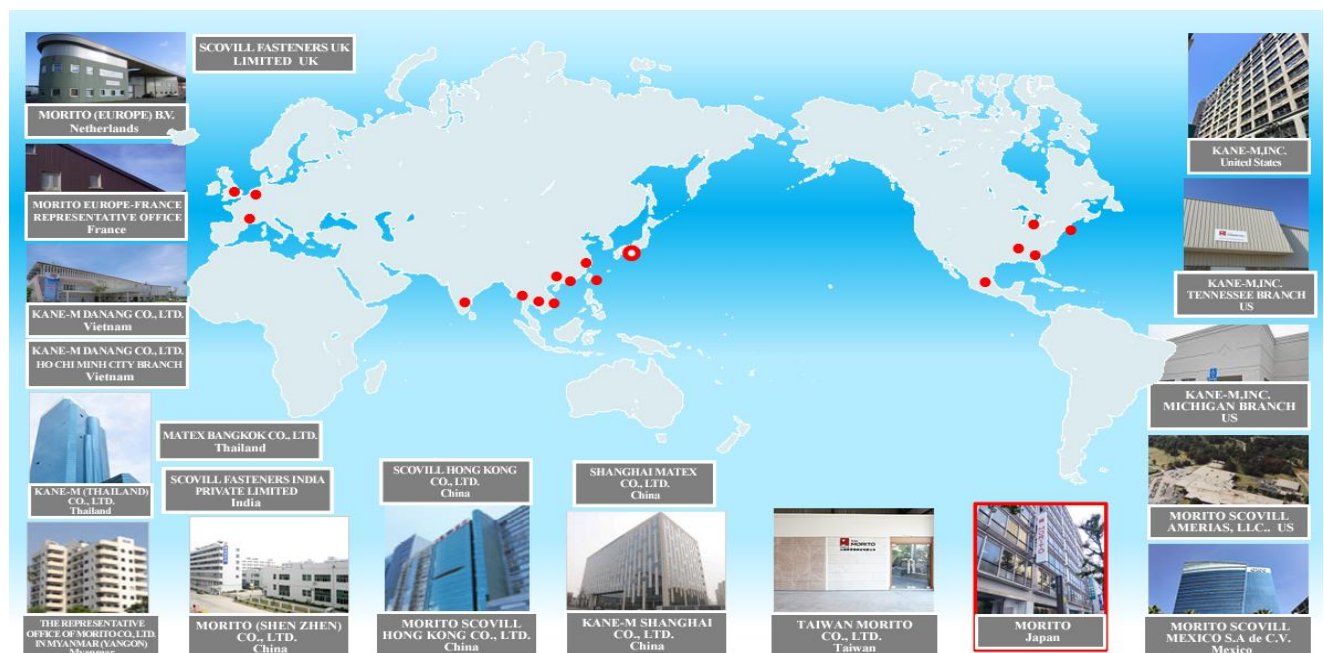 SCOVILL FASTENERS UK
LIMITED  UK
MORITO (EUROPE) B.V.
Netherlands
MORITO EUROPE-FRANCE
REPRESENTATIVE OFFICE
France
KANE-M DANANG CO., LTD.
Vietnam
KANE-M DANANG CO., LTD.
HO CHI MINH CITY BRANCH
Vietnam
KANE-M (THAILAND)
CO., LTD.
Thailand
MATEX BANGKOK CO., LTD.
Thailand
SCOVILL FASTENERS INDIA
PRIVATE LIMITED
India
THE REPRESENTATIVE
OFFICE OF MORITO CO., LTD.
IN MYANMAR (YANGON)
Myanmar
MORITO (SHEN ZHEN)
CO., LTD.
China
SCOVILL HONG KONG
CO., LTD.
China
MORITO SCOVILL
HONG KONG CO., LTD.
China
SHANGHAI MATEX
CO., LTD.
China
KANE-M SHANGHAI
CO., LTD.
China
MORITO
TAIWAN MORITO
CO., LTD.
Taiwan
MORITO
MORITO
Japan
KANE-M,INC.
United States
KANE-M,INC.
TENNESSEE BRANCH
US
KANE-M,INC.
MICHIGAN BRANCH
US
MORITO SCOVILL
AMERIAS, LLC..  US
MORITO SCOVILL
MEXICO S.A de C.V.
Mexico